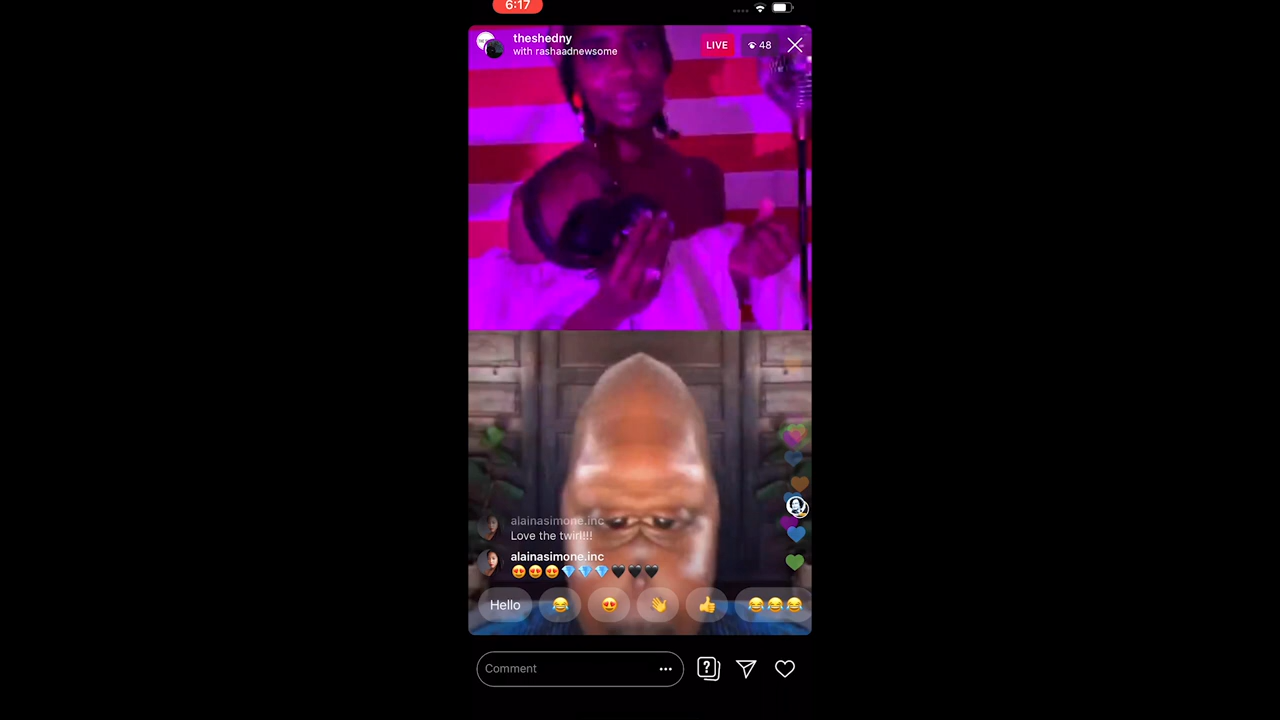 6:17
theshedny
with rashaadnewsome
LIVE
48
alainasimone.inc
Love the twirl!!!
alainasimone.inc
😍😍😍💎💎💎🖤🖤🖤
Hello 😂 😍 👋 👍 😂😂😂
Comment